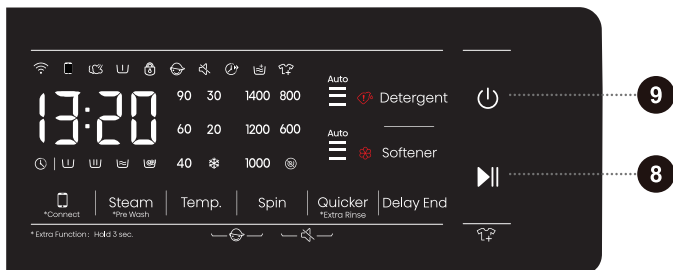 Auto
13:20
90 30 1400 800
Detergent
9
60 20 1200 600
Auto
Softener
40 1000
8
*Connect
Steam
*Pre Wash
Temp.
Spin
Quicker
*Extra Rinse
Delay End
*Extra Function: Hold 3 sec.